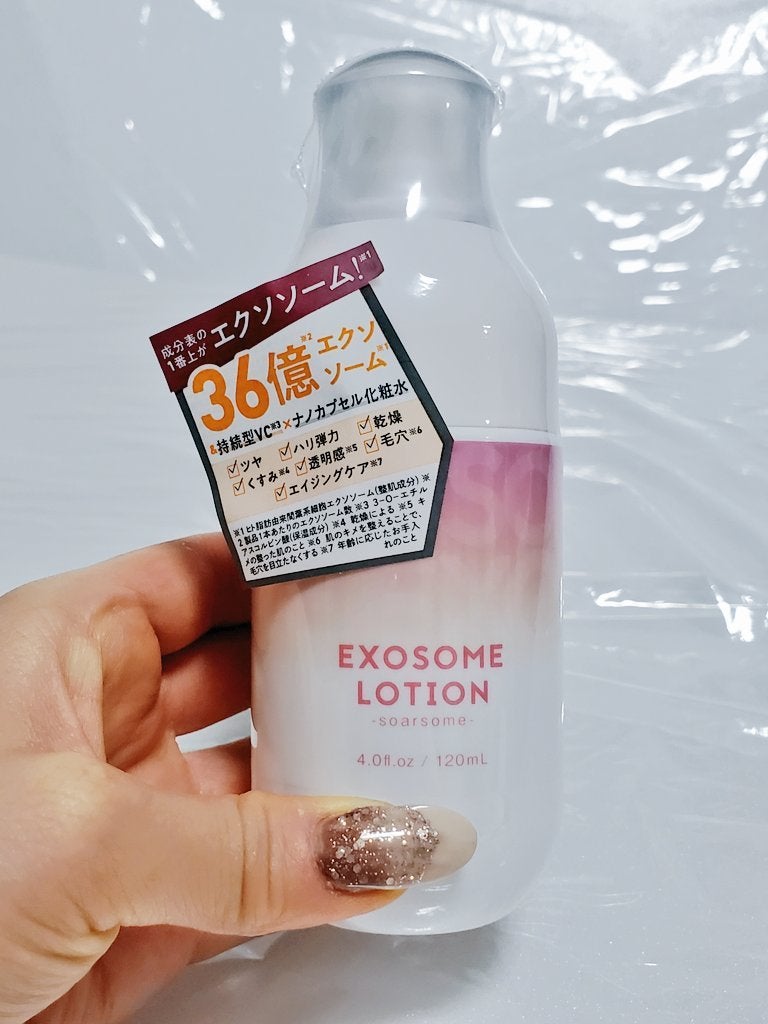 成分表の
1番上が エクソソーム!※1
36億※2 エクソ
ソーム※1
&持続型VC※3×ナノカプセル化粧水
ツヤ ハリ弾力 乾燥
くすみ※4 透明感※5 毛穴※6
エイジングケア※7
※1 ヒト脂肪由来間葉系細胞エクソソーム(整肌成分) ※
2 製品1本あたりのエクソソーム数 ※3 3-O-エチル
アスコルビン酸(保湿成分) ※4 乾燥による ※5 キ
メの整った肌のこと ※6 肌のキメを整えることで、
毛穴を目立たなくする ※7 年齢に応じたお手入
れのこと
SO
EXOSOME
LOTION
-soarsome-
4.0fl.oz / 120mL